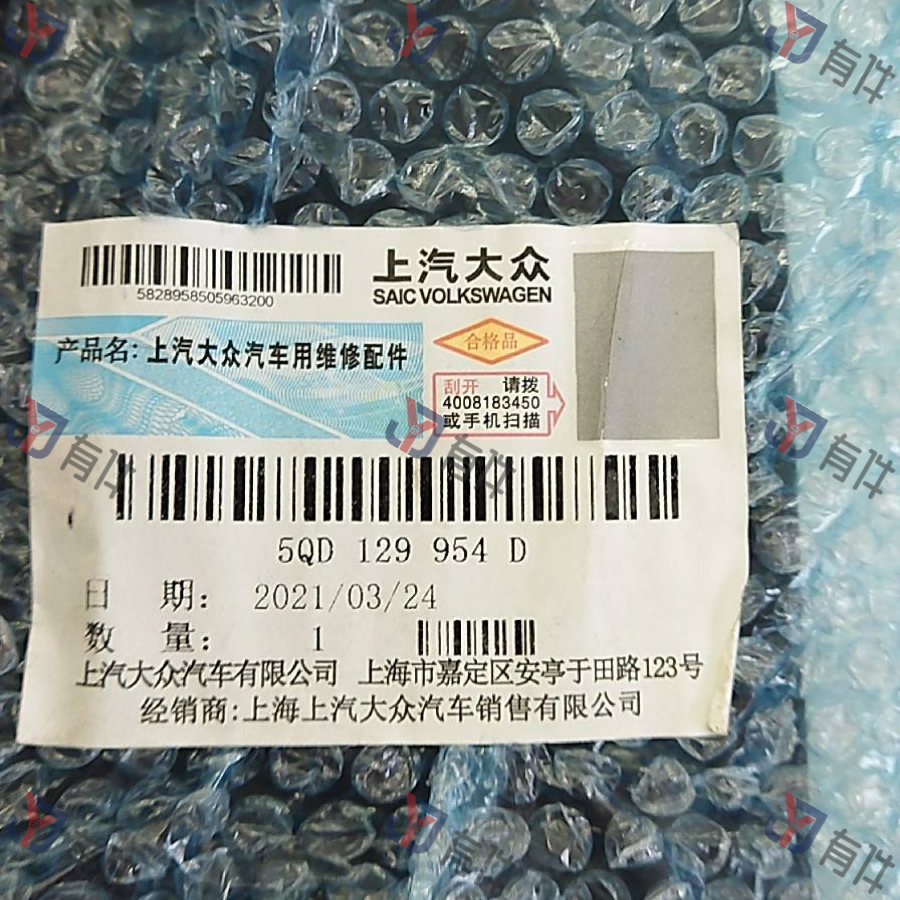 上汽大众
SAIC VOLKSWAGEN
5828958505963200
产品名: 上汽大众汽车用维修配件
合格品
刮开 请拨
4008183450
或手机扫描
5QD 129 954 D
日 期: 2021/03/24
数 量: 1
上汽大众汽车有限公司 上海市嘉定区安亭于田路123号
经销商:上海上汽大众汽车销售有限公司
有件
有件
有件
有件
有件
有件
有件